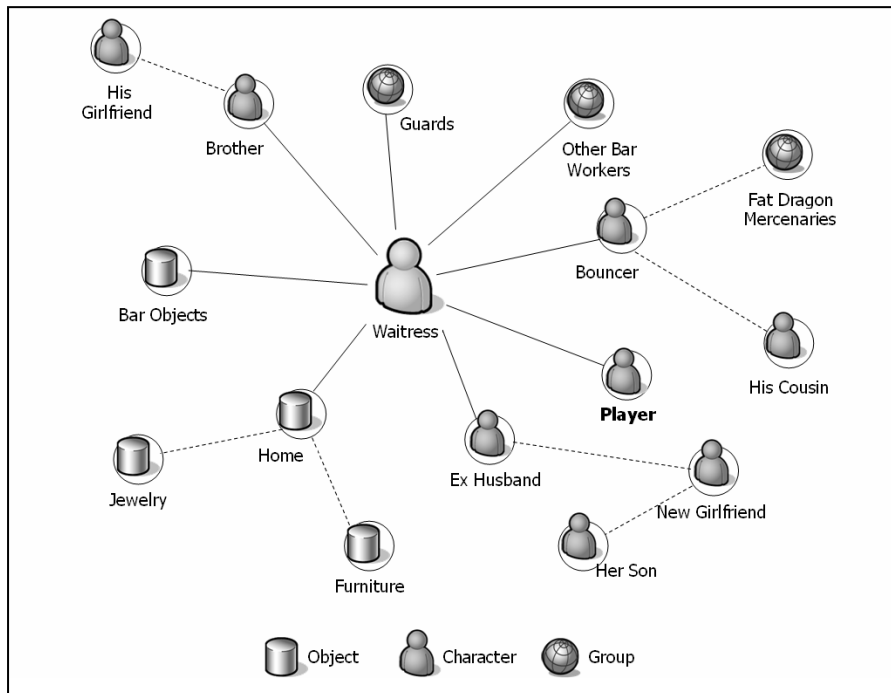 His
Girlfriend
Brother
Guards
Other Bar
Workers
Fat Dragon
Mercenaries
Bouncer
Bar Objects
Waitress
His Cousin
Player
Home
Jewelry
Ex Husband
New Girlfriend
Her Son
Furniture
Object
Character
Group